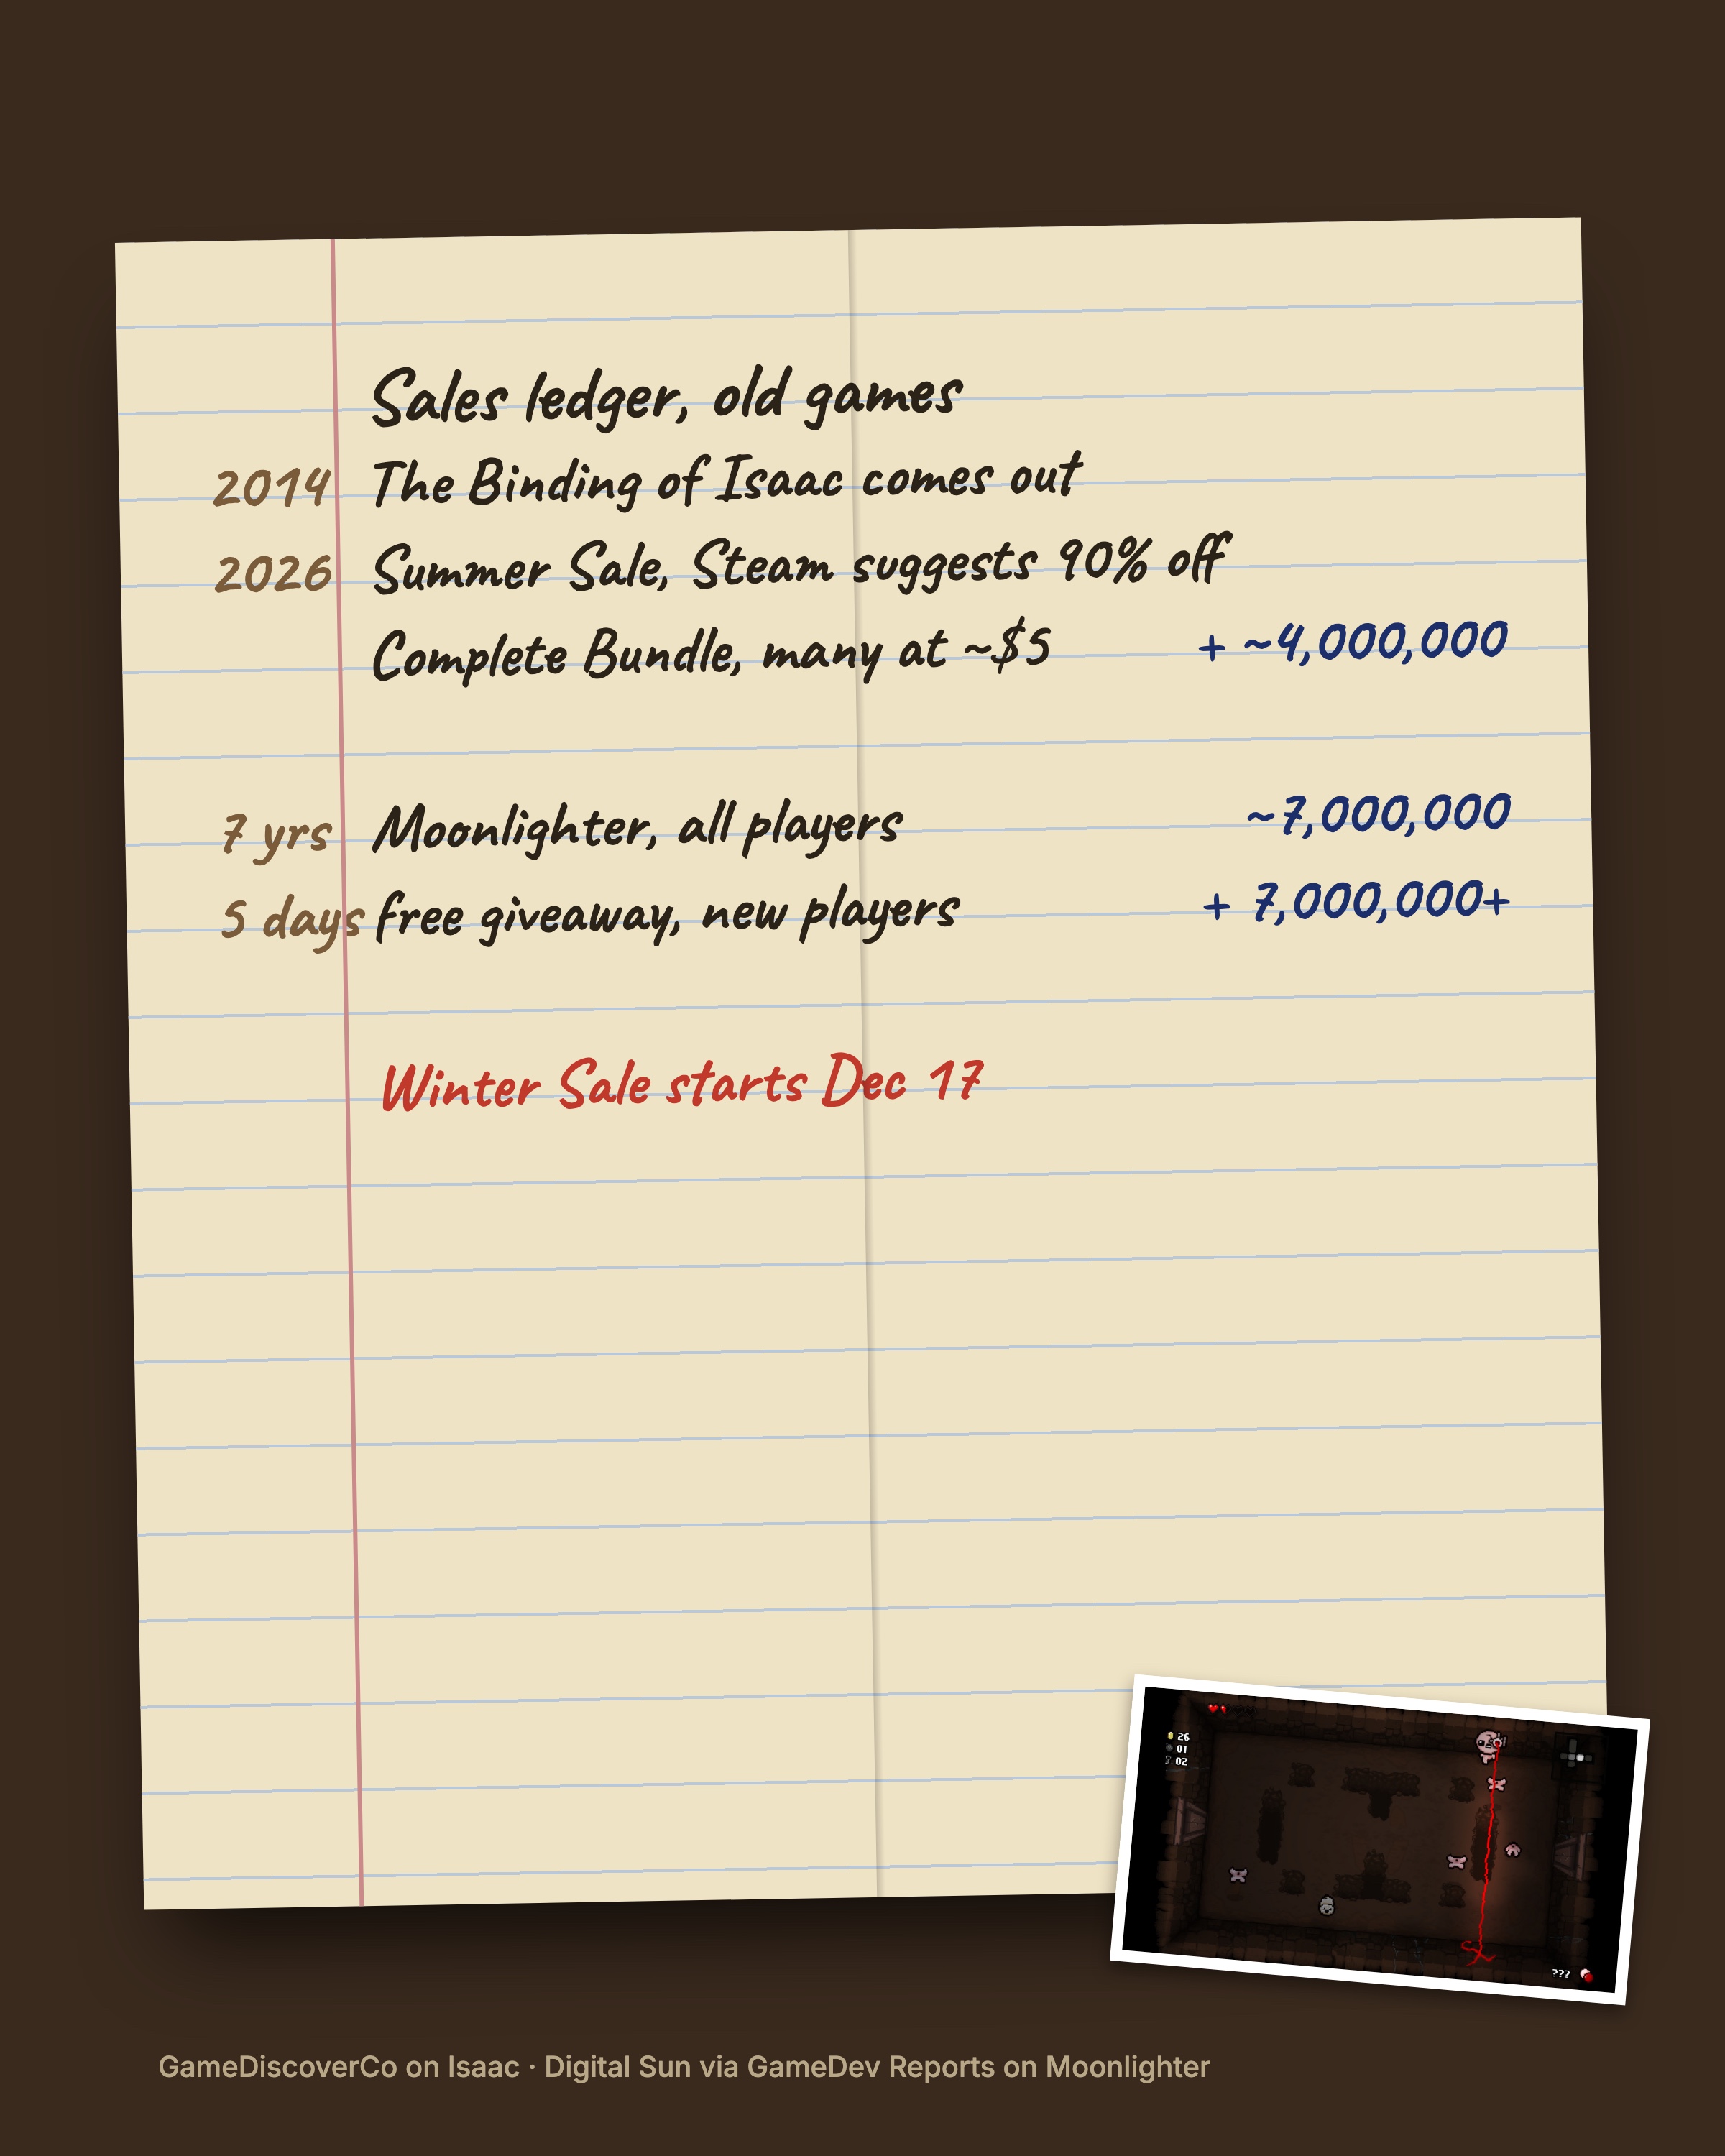 Sales ledger, old games
2014 The Binding of Isaac comes out
2026 Summer Sale, Steam suggests 90% off
Complete Bundle, many at ~$5 + ~4,000,000
7 yrs Moonlighter, all players ~7,000,000
5 days free giveaway, new players + 7,000,000+
Winter Sale starts Dec 17
26
01
02
???
GameDiscoverCo on Isaac · Digital Sun via GameDev Reports on Moonlighter